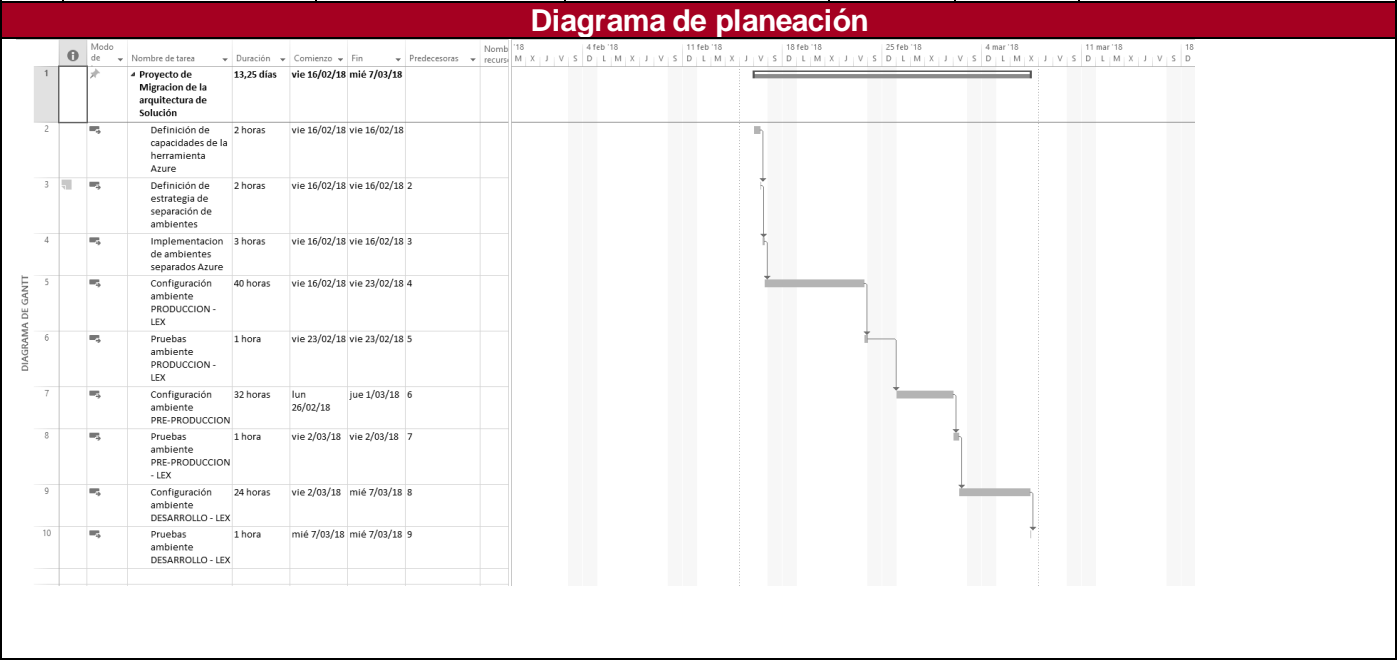 Diagrama de planeación
Modo de
Nombre de tarea
Duración
Comienzo
Fin
Predecesoras
Nomb
recurs
'18
4 feb '18
11 feb '18
18 feb '18
25 feb '18
4 mar '18
11 mar '18
18
M X J V S D L M X J V S D L M X J V S D L M X J V S D L M X J V S D L M X J V S D L M X J V S D
DIAGRAMA DE GANTT
1
Proyecto de
Migracion de la
arquitectura de
Solución
13,25 días
vie 16/02/18
mié 7/03/18
2
Definición de
capacidades de la
herramienta
Azure
2 horas
vie 16/02/18
vie 16/02/18
3
Definición de
estrategia de
separación de
ambientes
2 horas
vie 16/02/18
vie 16/02/18
2
4
Implementacion
de ambientes
separados Azure
3 horas
vie 16/02/18
vie 16/02/18
3
5
Configuración
ambiente
PRODUCCION -
LEX
40 horas
vie 16/02/18
vie 23/02/18
4
6
Pruebas
ambiente
PRODUCCION -
LEX
1 hora
vie 23/02/18
vie 23/02/18
5
7
Configuración
ambiente
PRE-PRODUCCION
32 horas
lun
26/02/18
jue 1/03/18
6
8
Pruebas
ambiente
PRE-PRODUCCION
- LEX
1 hora
vie 2/03/18
vie 2/03/18
7
9
Configuración
ambiente
DESARROLLO - LEX
24 horas
vie 2/03/18
mié 7/03/18
8
10
Pruebas
ambiente
DESARROLLO - LEX
1 hora
mié 7/03/18
mié 7/03/18
9